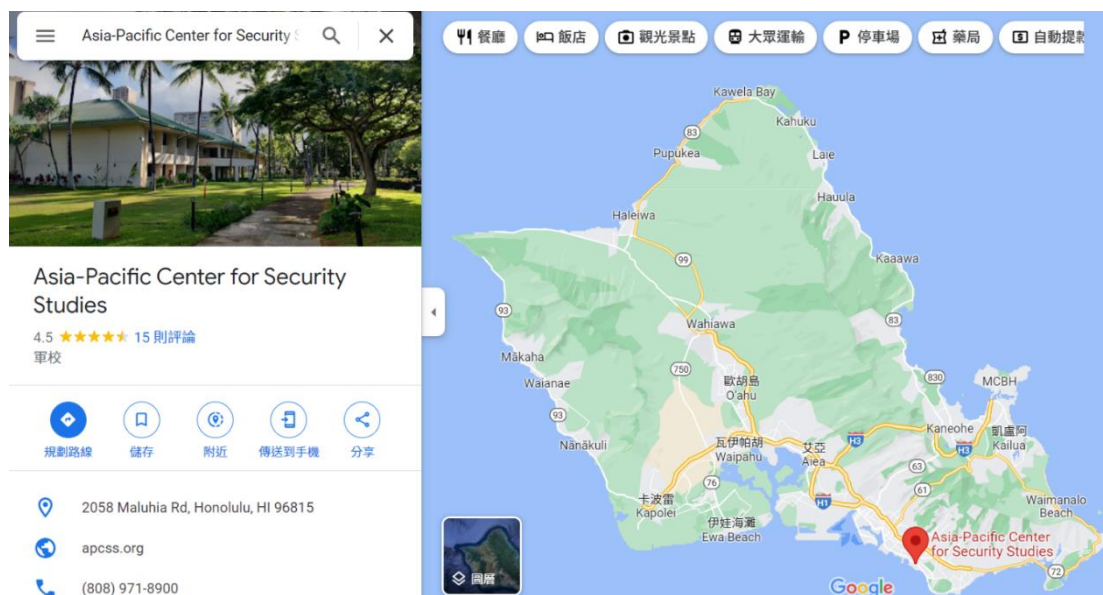 Asia-Pacific Center for Security S
餐廳
飯店
觀光景點
大眾運輸
P 停車場
藥局
自動提款
Asia-Pacific Center for Security
Studies
4.5 15 則評論
軍校
規劃路線
儲存
附近
傳送到手機
分享
2058 Maluhia Rd, Honolulu, HI 96815
apcss.org
(808) 971-8900
Kawela Bay
83
Kahuku
Pupukea
Laie
Hauula
Haleiwa
99
Kaaawa
93
Wahiawa
83
Mākaha
750
Waianae
歐胡島
O'ahu
830
MCBH
93
Kaneohe
凱盧阿
Kailua
H3
H3
Nānākuli
瓦伊帕胡
Waipahu
艾亞
Aiea
63
76
61
卡波雷
Kapolei
H1
Waimanalo
Beach
伊娃海灘
Ewa Beach
Asia-Pacific Center
for Security Studies
72
圖層
Google